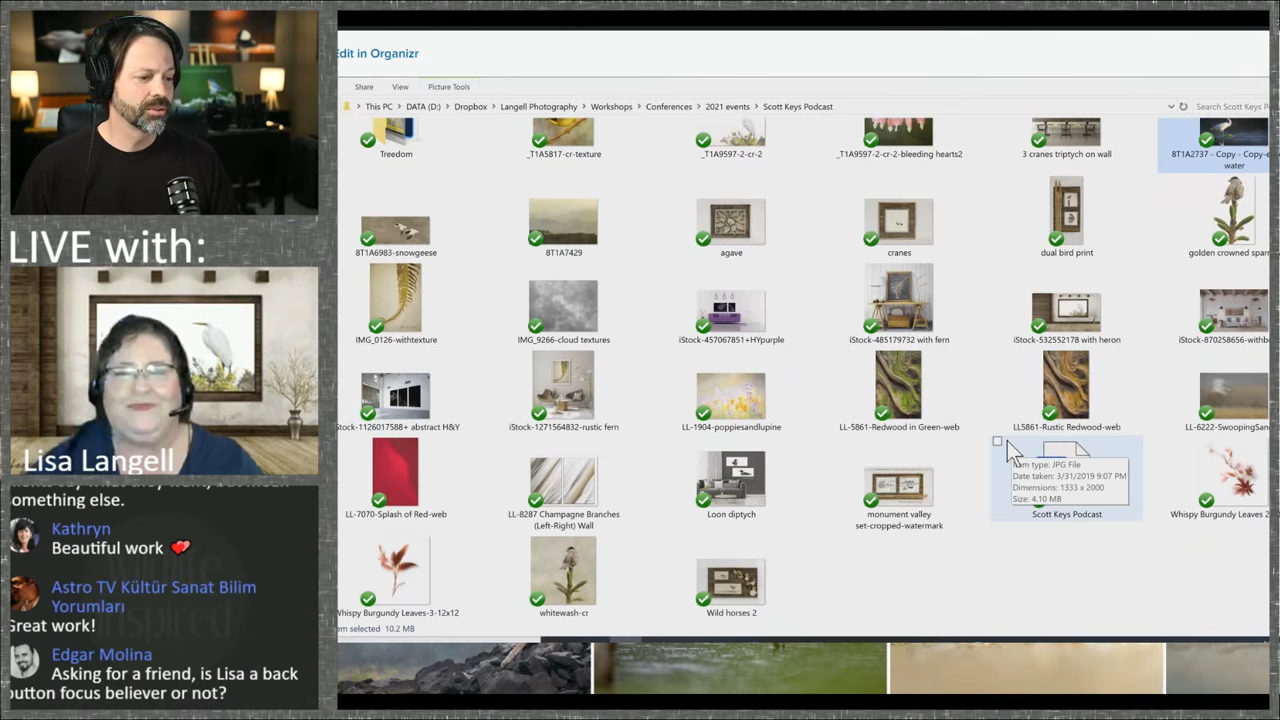 LIVE with:
Lisa Langell
something else.
Kathryn
Beautiful work
Astro TV Kültür Sanat Bilim
Yorumları
Great work!
Edgar Molina
Asking for a friend, is Lisa a back
button focus believer or not?
Edit in Organizr
Share View Picture Tools
This PC > DATA (D:) > Dropbox > Langell Photography > Workshops > Conferences > 2021 events > Scott Keys Podcast
Search Scott Keys P
Treedom
_T1A5817-cr-texture
_T1A9597-2-cr-2
_T1A9597-2-cr-2-bleeding hearts2
3 cranes triptych on wall
8T1A2737 - Copy - Copy-e
water
8T1A6983-snowgeese
8T1A7429
agave
cranes
dual bird print
golden crowned spar
IMG_0126-withtexture
IMG_9266-cloud textures
iStock-457067851+HYpurple
iStock-485179732 with fern
iStock-532552178 with heron
iStock-870258656-withb
iStock-1126017588+ abstract H&Y
iStock-1271564832-rustic fern
LL-1904-poppiesandlupine
LL-5861-Redwood in Green-web
LL5861-Rustic Redwood-web
LL-6222-SwoopingSan
LL-7070-Splash of Red-web
LL-8287 Champagne Branches
(Left-Right) Wall
Loon diptych
monument valley
set-cropped-watermark
Item type: JPG File
Date taken: 3/31/2019 9:07 PM
Dimensions: 1333 x 2000
Size: 4.10 MB
Scott Keys Podcast
Whispy Burgundy Leaves 2
Whispy Burgundy Leaves-3-12x12
whitewash-cr
Wild horses 2
em selected 10.2 MB